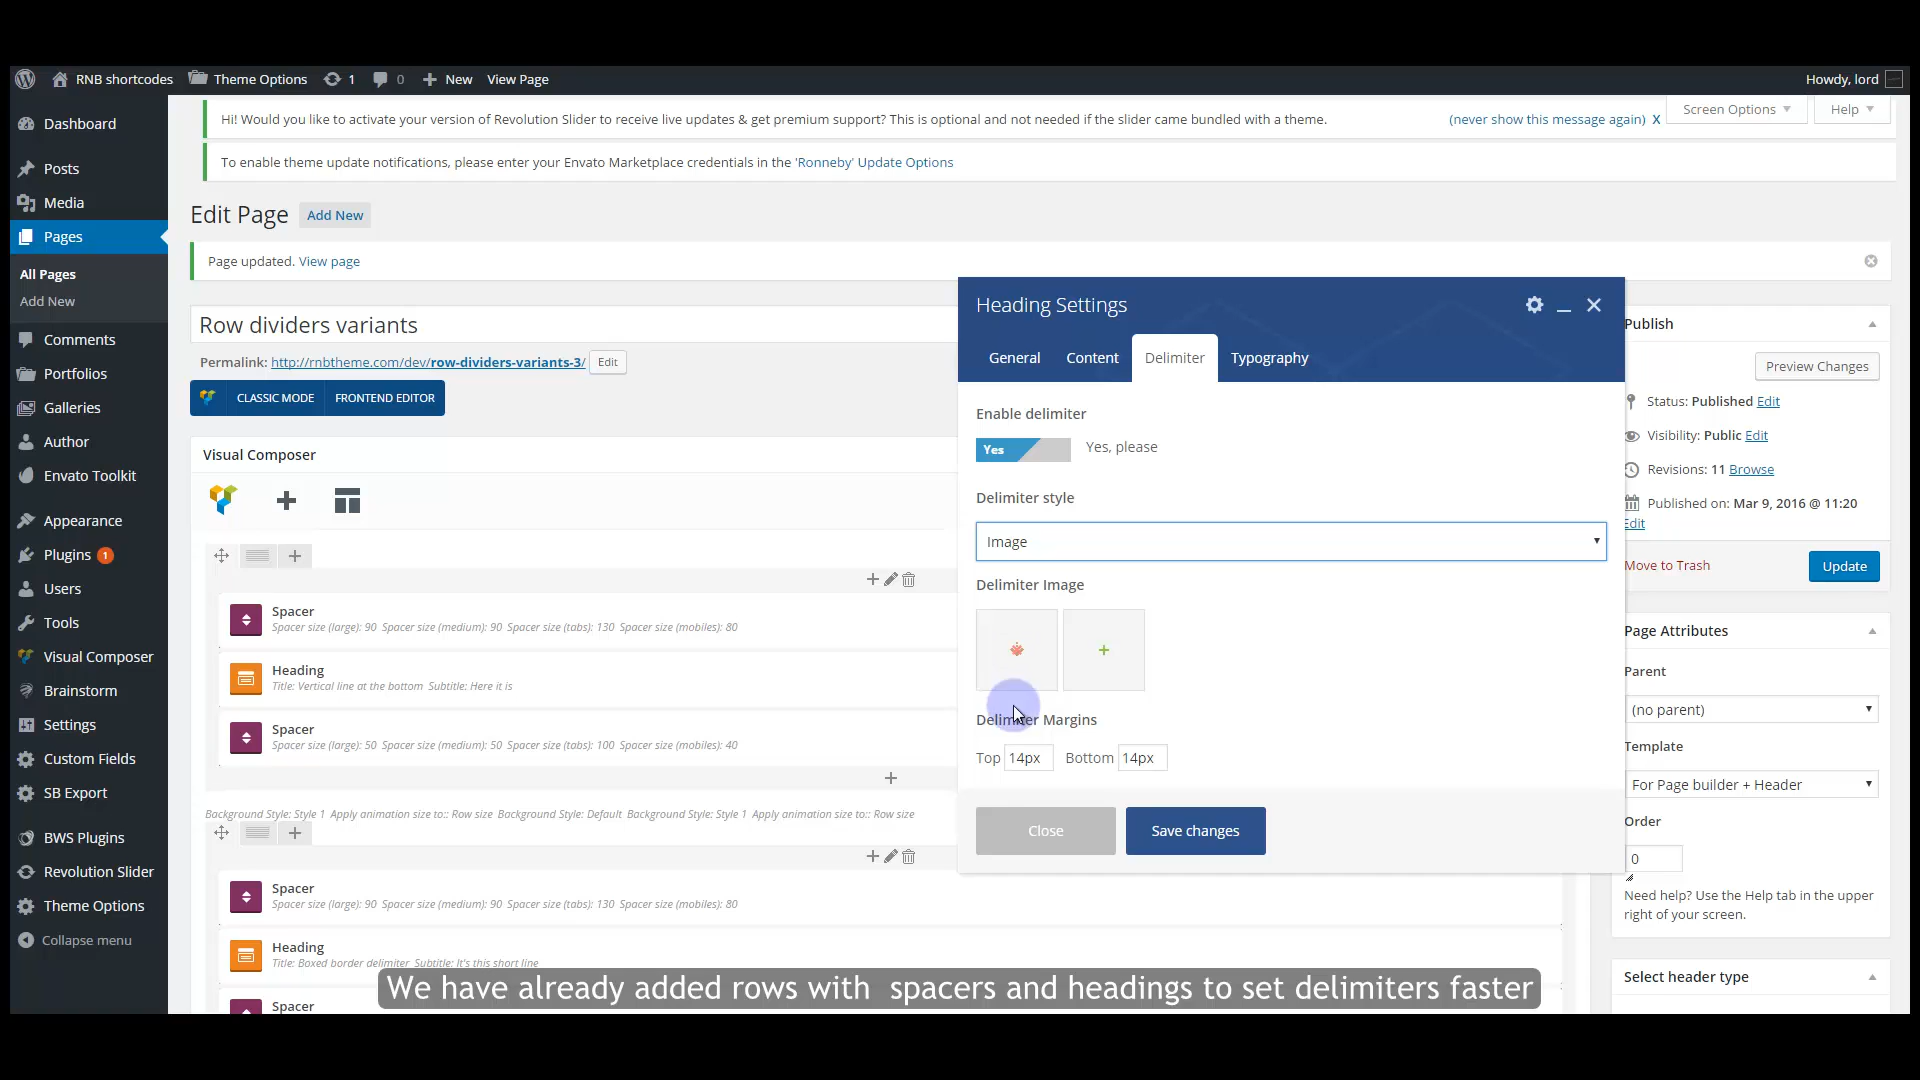 RNB shortcodes Theme Options 1 0 New View Page Howdy, lord
Dashboard
Posts
Media
Pages
All Pages
Add New
Comments
Portfolios
Galleries
Author
Envato Toolkit
Appearance
Plugins 1
Users
Tools
Visual Composer
Brainstorm
Settings
Custom Fields
SB Export
BWS Plugins
Revolution Slider
Theme Options
Collapse menu
Screen Options Help
Hi! Would you like to activate your version of Revolution Slider to receive live updates & get premium support? This is optional and not needed if the slider came bundled with a theme. (never show this message again) X
To enable theme update notifications, please enter your Envato Marketplace credentials in the 'Ronneby' Update Options
Edit Page Add New
Page updated. View page
Row dividers variants
Permalink: http://rnbtheme.com/dev/row-dividers-variants-3/ Edit
CLASSIC MODE FRONTEND EDITOR
Visual Composer
Spacer
Spacer size (large): 90 Spacer size (medium): 90 Spacer size (tabs): 130 Spacer size (mobiles): 80
Heading
Title: Vertical line at the bottom Subtitle: Here it is
Spacer
Spacer size (large): 50 Spacer size (medium): 50 Spacer size (tabs): 100 Spacer size (mobiles): 40
Background Style: Style 1 Apply animation size to:: Row size Background Style: Default Background Style: Style 1 Apply animation size to:: Row size
Spacer
Spacer size (large): 90 Spacer size (medium): 90 Spacer size (tabs): 130 Spacer size (mobiles): 80
Heading
Title: Boxed border delimiter Subtitle: It's this short line
Spacer
Heading Settings
General Content Delimiter Typography
Enable delimiter
Yes Yes, please
Delimiter style
Image
Delimiter Image
Delimiter Margins
Top 14px Bottom 14px
Close Save changes
Publish
Preview Changes
Status: Published Edit
Visibility: Public Edit
Revisions: 11 Browse
Published on: Mar 9, 2016 @ 11:20
Edit
Move to Trash Update
Page Attributes
Parent
(no parent)
Template
For Page builder + Header
Order
0
Need help? Use the Help tab in the upper
right of your screen.
Select header type
We have already added rows with spacers and headings to set delimiters faster